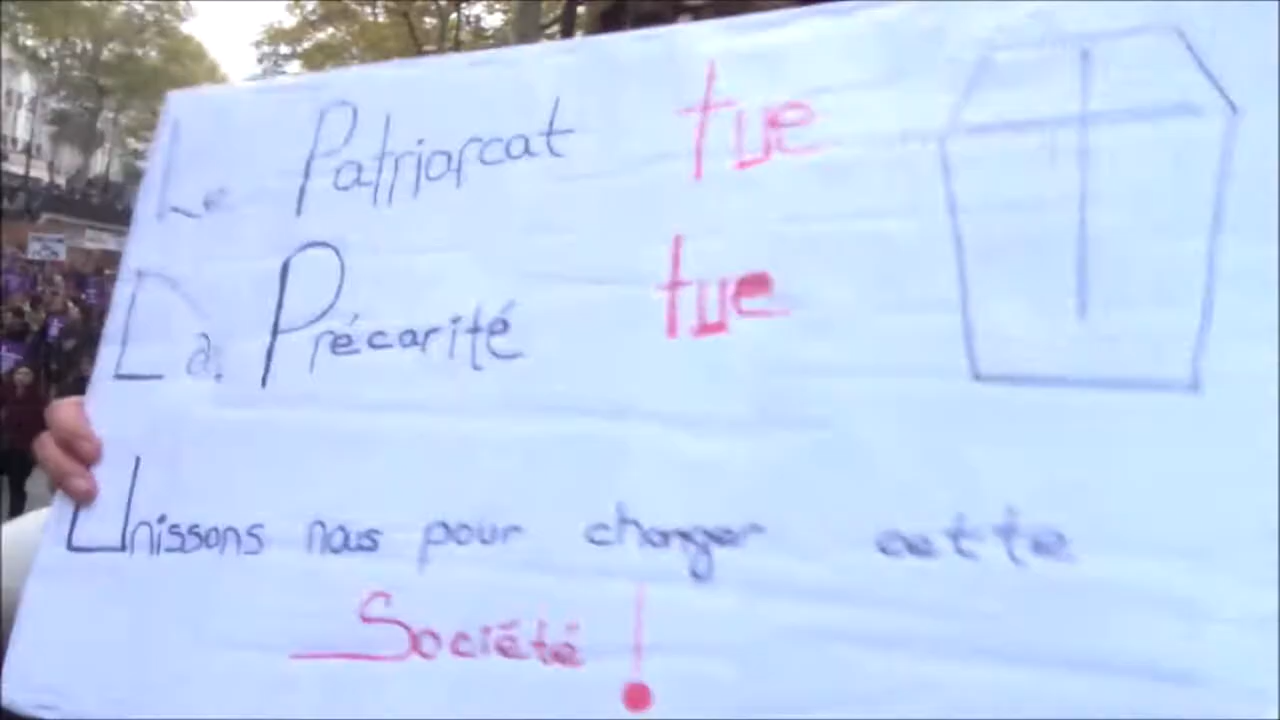 Le Patriarcat tue
La Précarité tue
Unissons nous pour changer cette
Société !